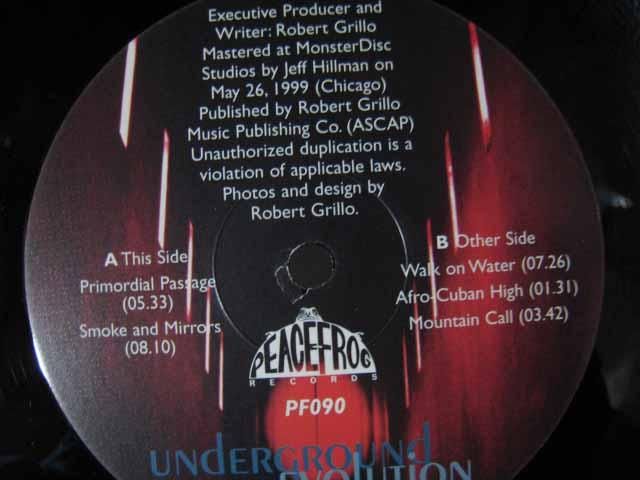 Executive Producer and
Writer: Robert Grillo
Mastered at MonsterDisc
Studios by Jeff Hillman on
May 26, 1999 (Chicago)
Published by Robert Grillo
Music Publishing Co. (ASCAP)
Unauthorized duplication is a
violation of applicable laws.
Photos and design by
Robert Grillo.
A This Side
Primordial Passage
(05.33)
Smoke and Mirrors
(08.10)
B Other Side
Walk on Water (07.26)
Afro-Cuban High (01.31)
Mountain Call (03.42)
PEACEFROG
RECORDS
PF090
UNdERGROUNd
EVOLUTION